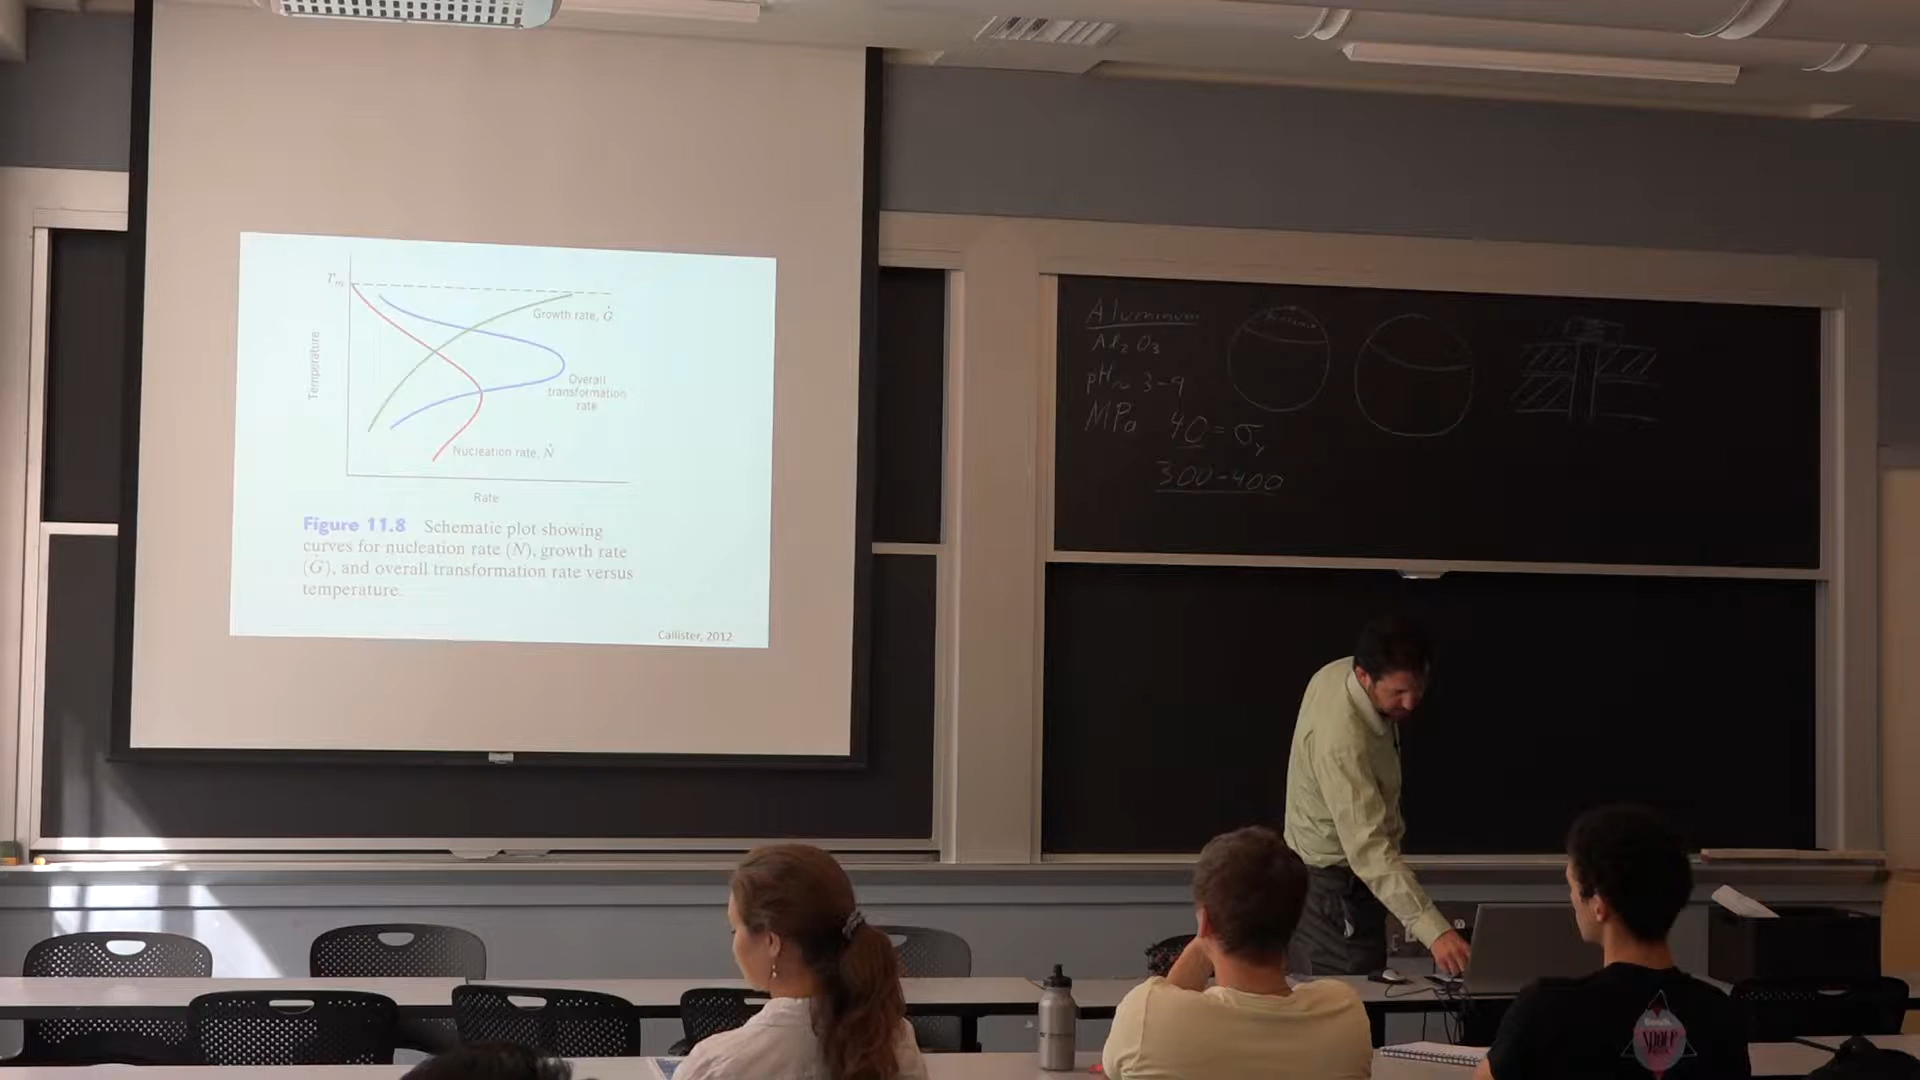 T_m
Growth rate, Ġ
Temperature
Overall
transformation
rate
Nucleation rate, Ṅ
Rate
Figure 11.8 Schematic plot showing
curves for nucleation rate (Ṅ), growth rate
(Ġ), and overall transformation rate versus
temperature.
Callister, 2012
Aluminum
Al₂O₃
pH ~ 3-9
MPa 40 = σy
300-400
SPACE